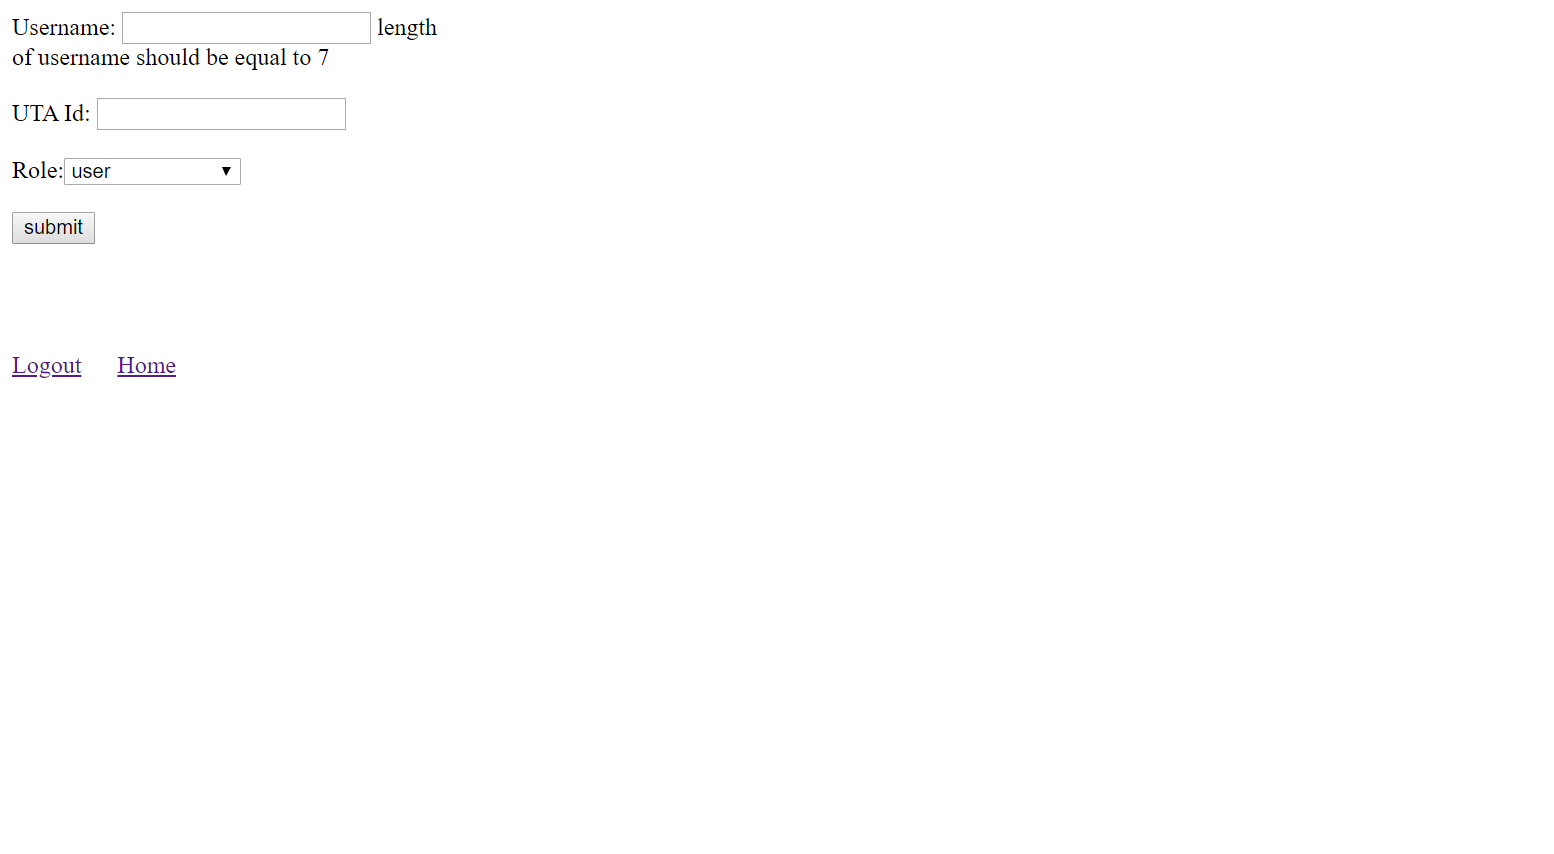 Username: length
of username should be equal to 7
UTA Id:
Role: user
submit
Logout Home